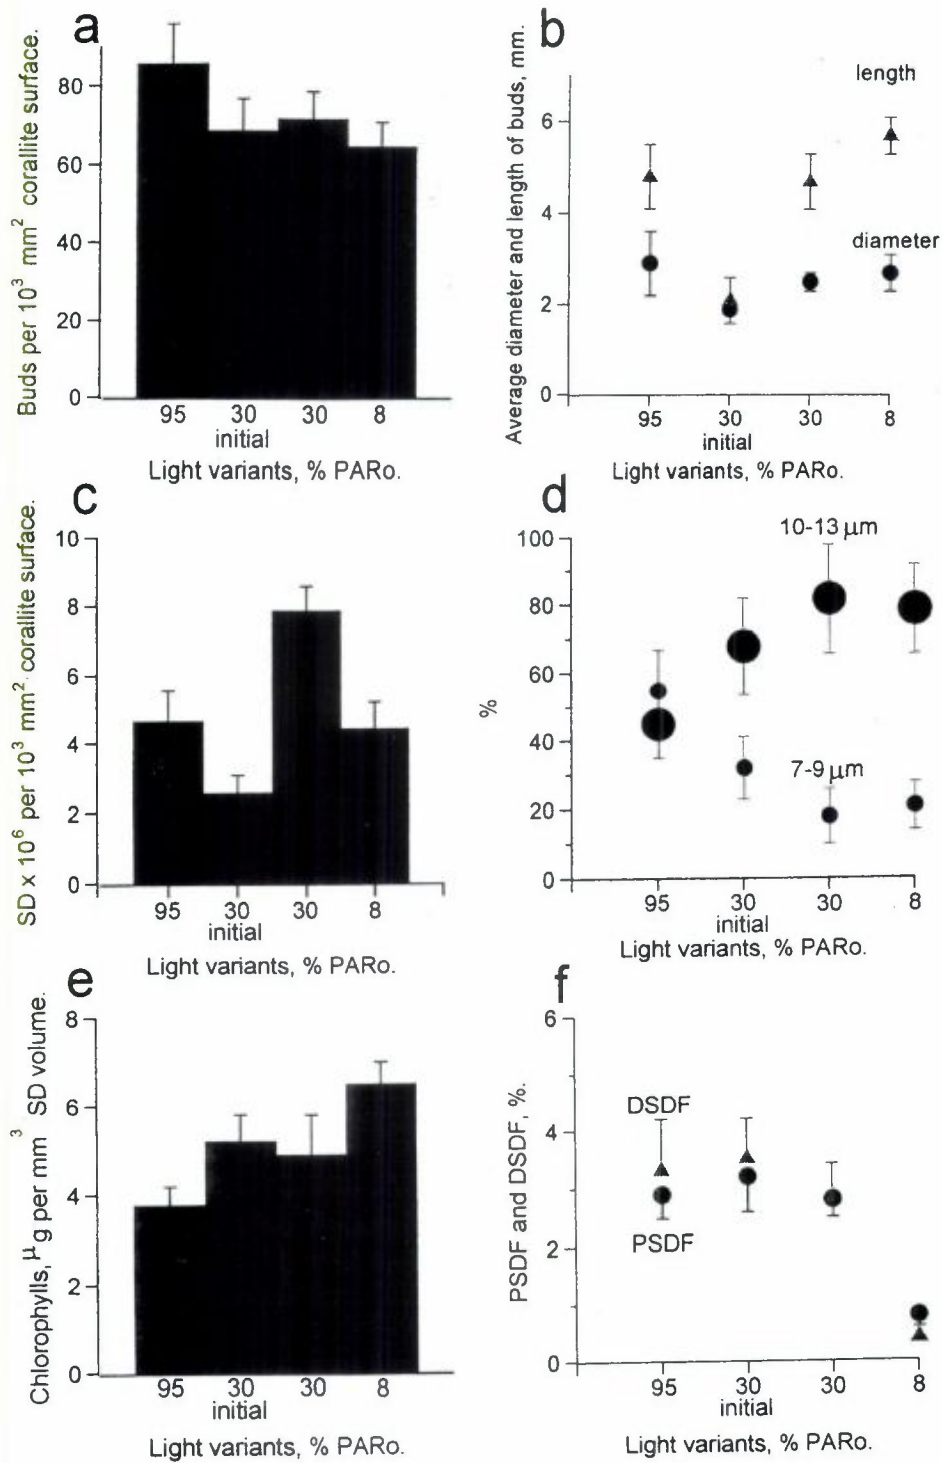 a
Buds per 10³ mm² corallite surface.
80
60
40
20
0
95 30 30 8
initial
Light variants, % PARo.
b
Average diameter and length of buds, mm.
length
6
4
diameter
2
0
95 30 30 8
initial
Light variants, % PARo.
c
SD x 10⁶ per 10³ mm² corallite surface.
10
8
6
4
2
0
95 30 30 8
initial
Light variants, % PARo.
d
%
10-13 µm
100
80
60
40
7-9 µm
20
0
95 30 30 8
initial
Light variants, % PARo.
e
Chlorophylls, µg per mm³ SD volume.
8
6
4
2
0
95 30 30 8
initial
Light variants, % PARo.
f
PSDF and DSDF, %.
6
DSDF
4
PSDF
2
0
95 30 30 8
initial
Light variants, % PARo.